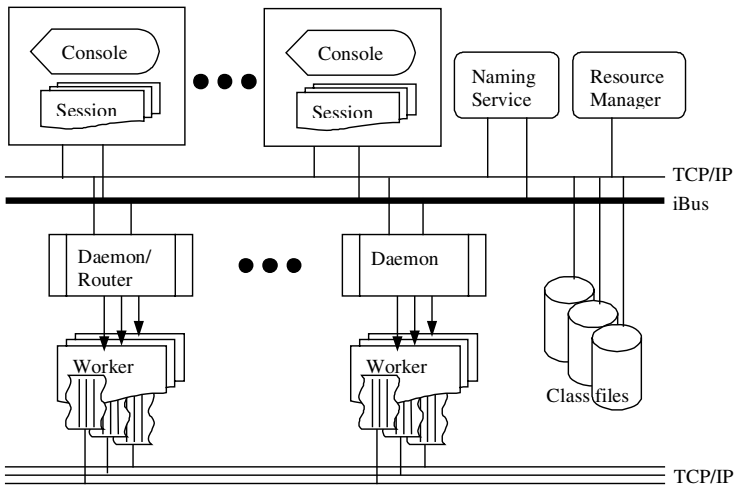 Console
Session
Console
Session
Naming
Service
Resource
Manager
TCP/IP
iBus
Daemon/
Router
Daemon
Worker
Worker
Class files
TCP/IP